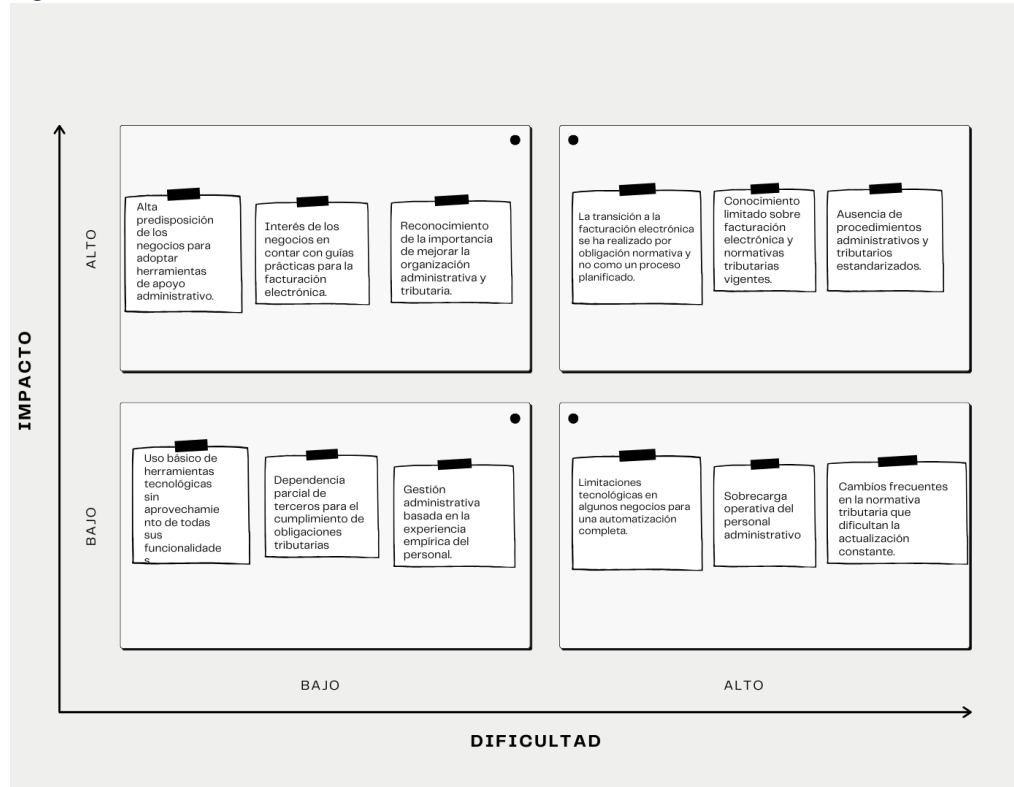 IMPACTO
ALTO
Alta
predisposición
de los
negocios para
adoptar
herramientas
de apoyo
administrativo.
Interés de los
negocios en
contar con guías
prácticas para la
facturación
electrónica.
Reconocimiento
de la importancia
de mejorar la
organización
administrativa y
tributaria.
La transición a la
facturación electrónica
se ha realizado por
obligación normativa y
no como un proceso
planificado.
Conocimiento
limitado sobre
facturación
electrónica y
normativas
tributarias
vigentes.
Ausencia de
procedimientos
administrativos y
tributarios
estandarizados.
BAJO
Uso básico de
herramientas
tecnológicas
sin
aprovechamie
nto de todas
sus
funcionalidade
s.
Dependencia
parcial de
terceros para el
cumplimiento de
obligaciones
tributarias
Gestión
administrativa
basada en la
experiencia
empírica del
personal.
Limitaciones
tecnológicas en
algunos negocios para
una automatización
completa.
Sobrecarga
operativa del
personal
administrativo
Cambios frecuentes
en la normativa
tributaria que
dificultan la
actualización
constante.
BAJO
ALTO
DIFICULTAD